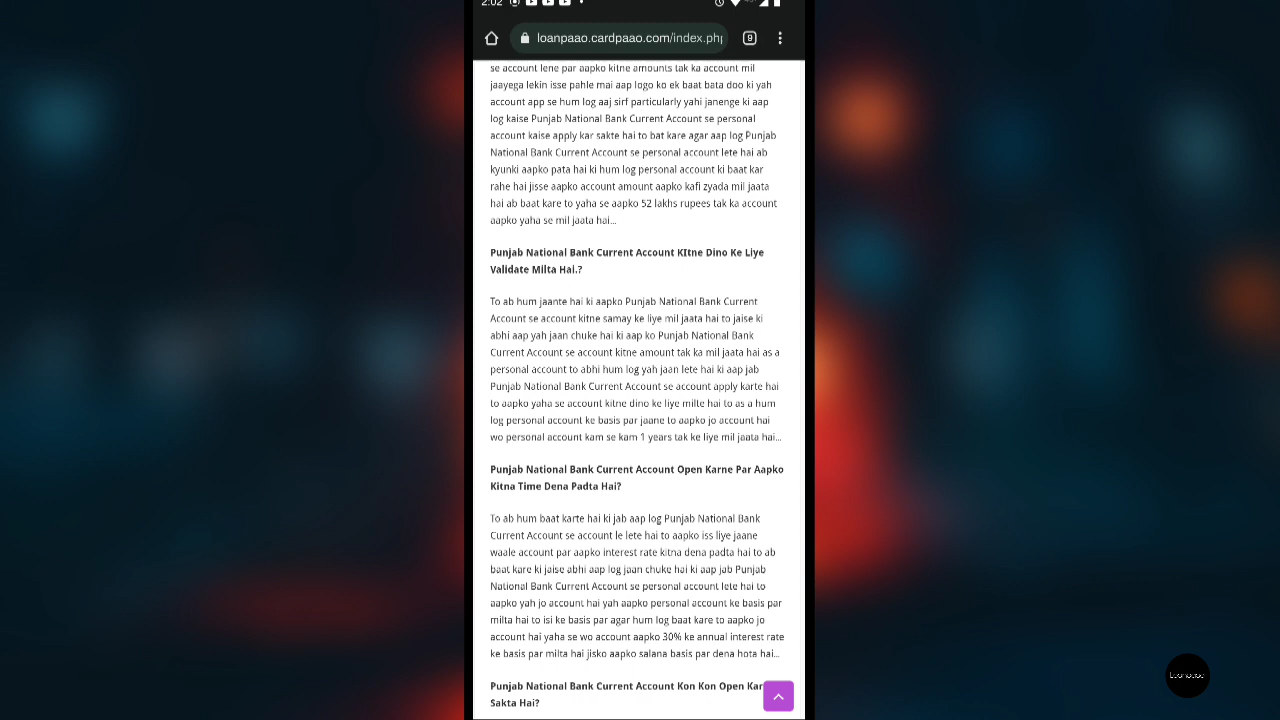 2:02
loanpaao.cardpaao.com/index.php
9
se account lene par aapko kitne amounts tak ka account mil
jaayega lekin isse pahle mai aap logo ko ek baat bata doo ki yah
account app se hum log aaj sirf particularly yahi janenge ki aap
log kaise Punjab National Bank Current Account se personal
account kaise apply kar sakte hai to bat kare agar aap log Punjab
National Bank Current Account se personal account lete hai ab
kyunki aapko pata hai ki hum log personal account ki baat kar
rahe hai jisse aapko account amount aapko kafi zyada mil jaata
hai ab baat kare to yaha se aapko 52 lakhs rupees tak ka account
aapko yaha se mil jaata hai...
Punjab National Bank Current Account KItne Dino Ke Liye
Validate Milta Hai.?
To ab hum jaante hai ki aapko Punjab National Bank Current
Account se account kitne samay ke liye mil jaata hai to jaise ki
abhi aap yah jaan chuke hai ki aap ko Punjab National Bank
Current Account se account kitne amount tak ka mil jaata hai as a
personal account to abhi hum log yah jaan lete hai ki aap jab
Punjab National Bank Current Account se account apply karte hai
to aapko yaha se account kitne dino ke liye milte hai to as a hum
log personal account ke basis par jaane to aapko jo account hai
wo personal account kam se kam 1 years tak ke liye mil jaata hai...
Punjab National Bank Current Account Open Karne Par Aapko
Kitna Time Dena Padta Hai?
To ab hum baat karte hai ki jab aap log Punjab National Bank
Current Account se account le lete hai to aapko iss liye jaane
waale account par aapko interest rate kitna dena padta hai to ab
baat kare ki jaise abhi aap log jaan chuke hai ki aap jab Punjab
National Bank Current Account se personal account lete hai to
aapko yah jo account hai yah aapko personal account ke basis par
milta hai to isi ke basis par agar hum log baat kare to aapko jo
account hai yaha se wo account aapko 30% ke annual interest rate
ke basis par milta hai jisko aapko salana basis par dena hota hai...
Punjab National Bank Current Account Kon Kon Open Kar
Sakta Hai?
loanpaao